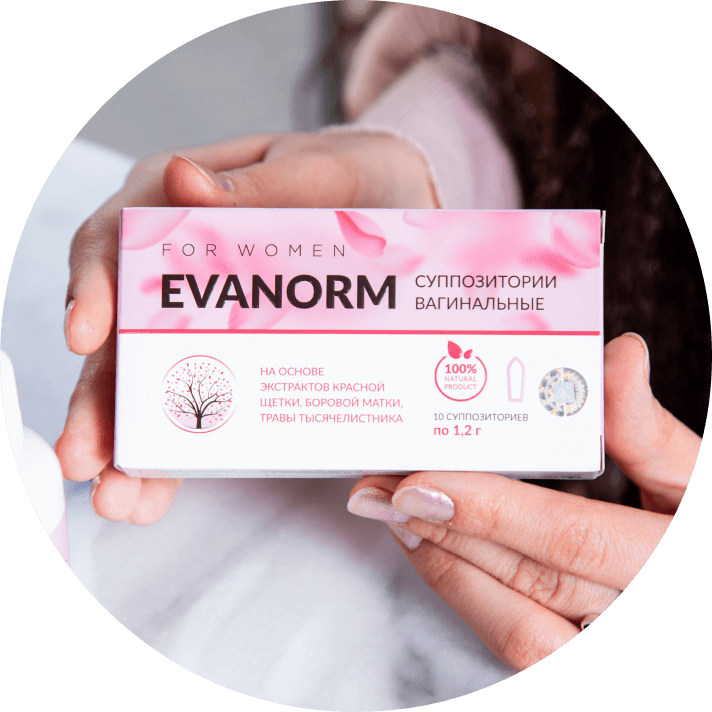 FOR WOMEN
EVANORM
СУППОЗИТОРИИ
ВАГИНАЛЬНЫЕ
НА ОСНОВЕ
ЭКСТРАКТОВ КРАСНОЙ
ЩЕТКИ, БОРОВОЙ МАТКИ,
ТРАВЫ ТЫСЯЧЕЛИСТНИКА
100%
NATURAL
PRODUCT
10 СУППОЗИТОРИЕВ
по 1,2 г